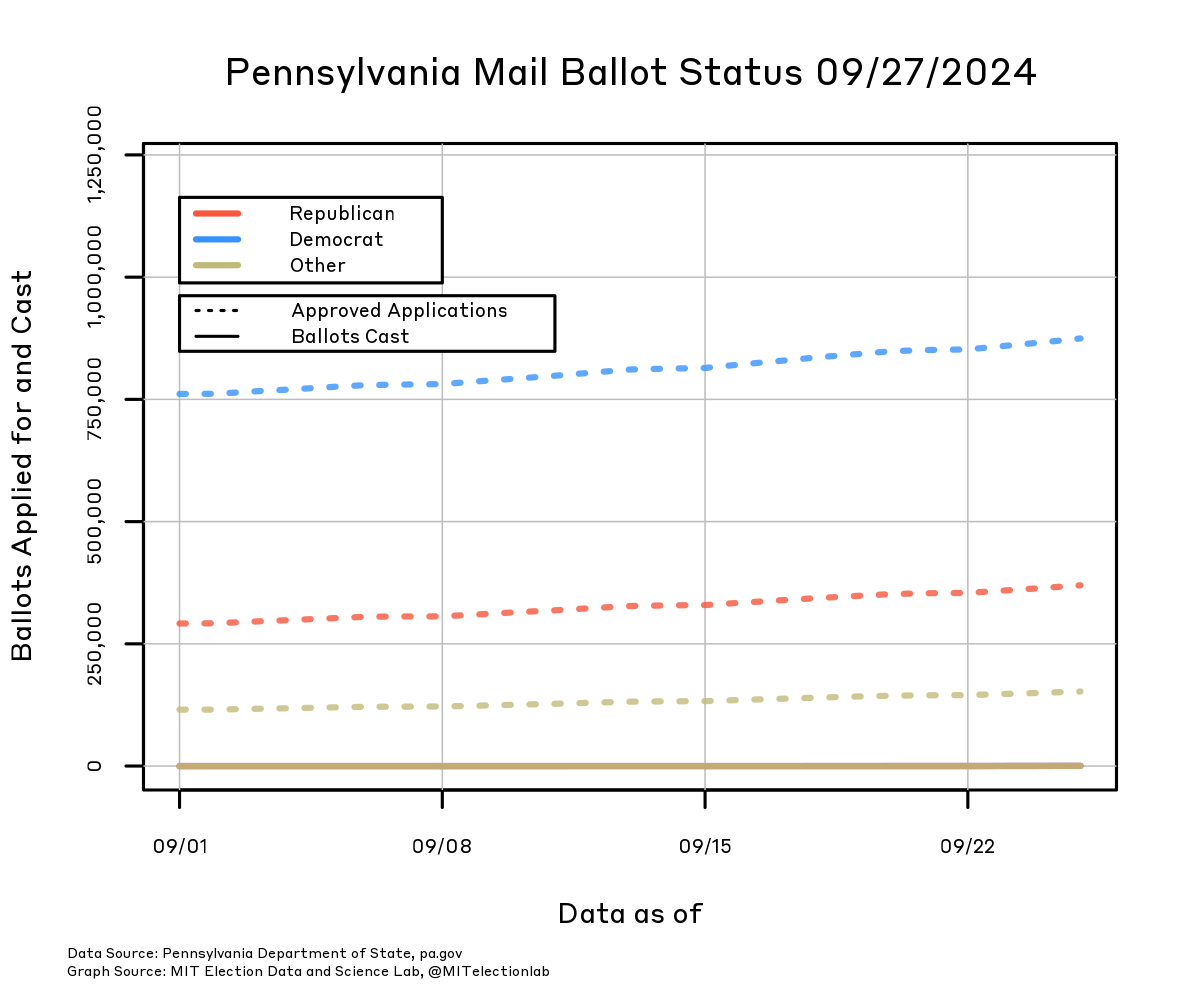 Pennsylvania Mail Ballot Status 09/27/2024
Ballots Applied for and Cast
1,250,000
1,000,000
750,000
500,000
250,000
0
Republican
Democrat
Other
Approved Applications
Ballots Cast
09/01
09/08
09/15
09/22
Data as of
Data Source: Pennsylvania Department of State, pa.gov
Graph Source: MIT Election Data and Science Lab, @MITelectionlab